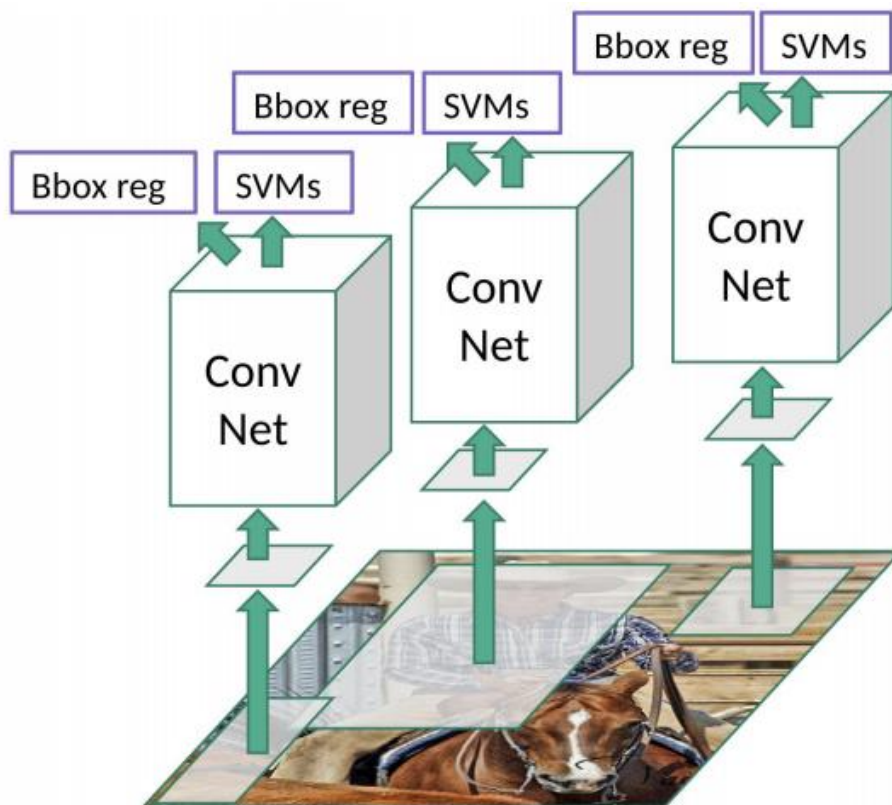 Bbox reg SVMs
Bbox reg SVMs
Bbox reg SVMs
Conv
Net
Conv
Net
Conv
Net